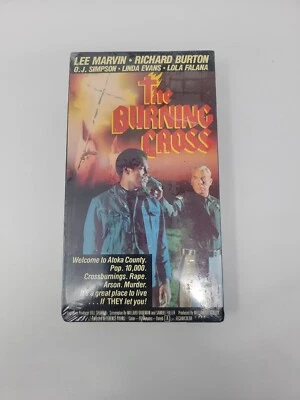 LEE MARVIN • RICHARD BURTON
O.J. SIMPSON • LINDA EVANS • LOLA FALANA
The
BURNING
CROSS
Welcome to Atoka County.
Pop. 10,000.
Crossburnings. Rape.
Arson. Murder.
It's a great place to live
. . . if THEY let you!